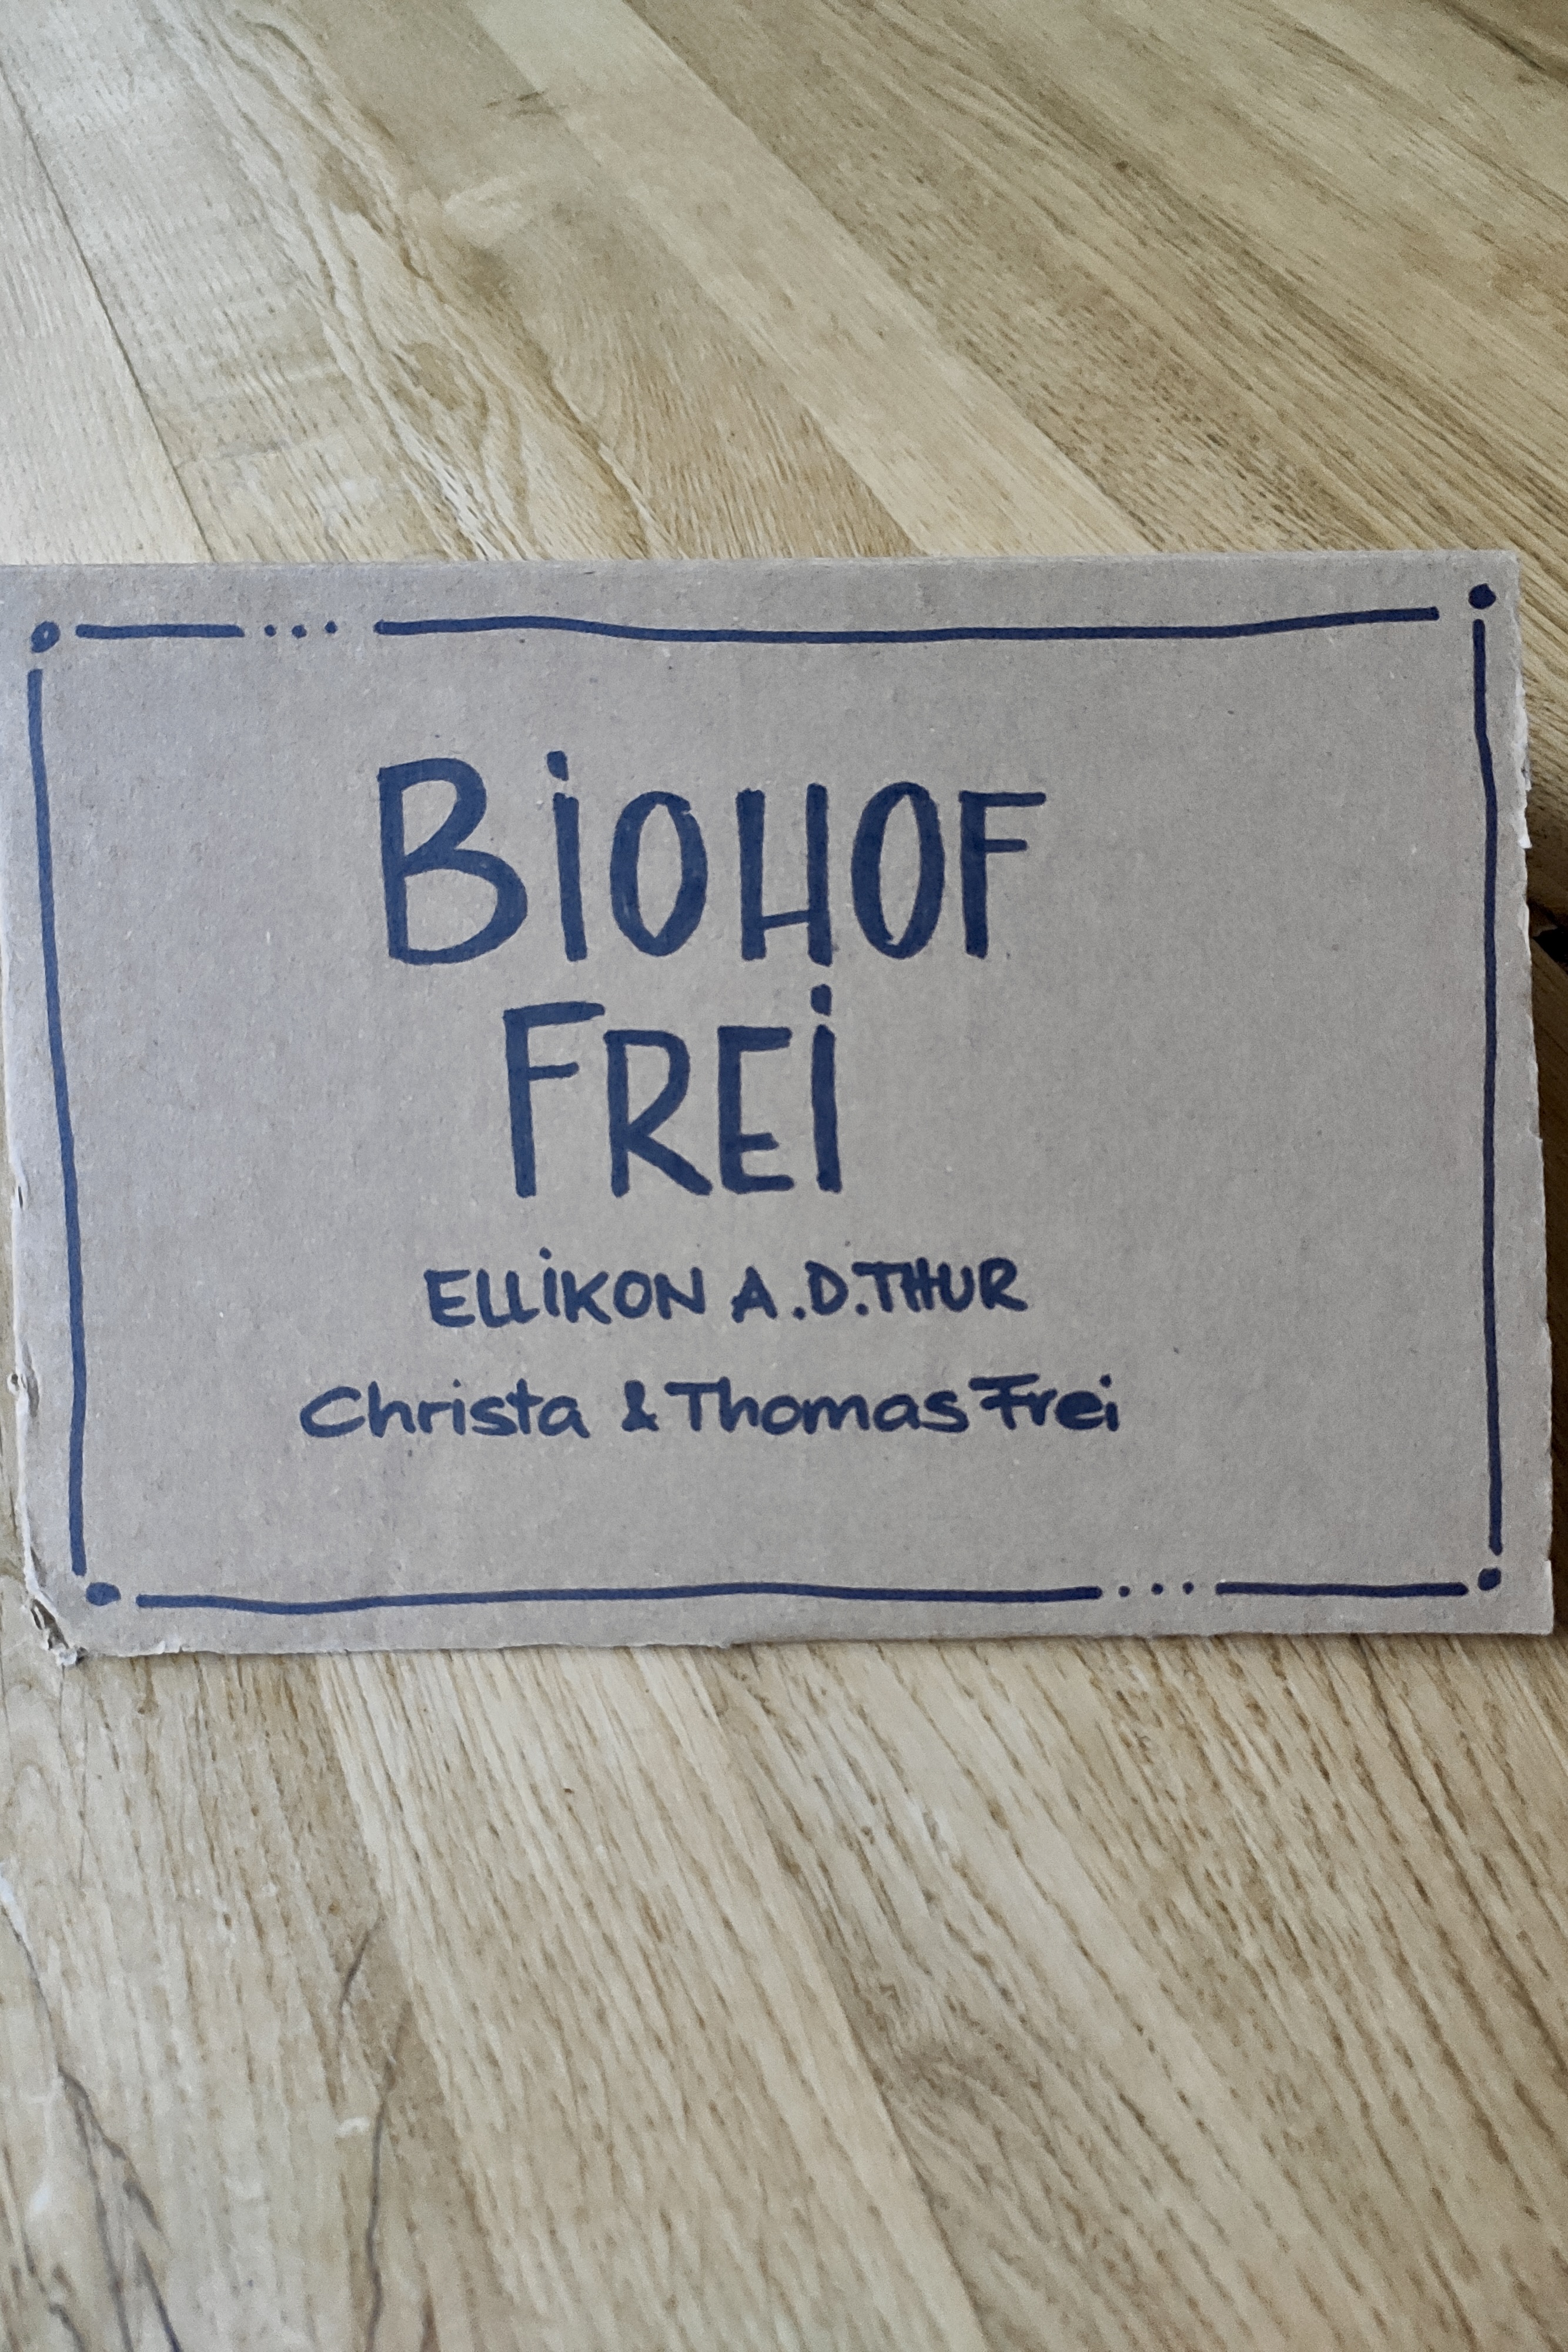 BiOHOF
FREi
ELLiKON A.D.THUR
Christa & Thomas Frei